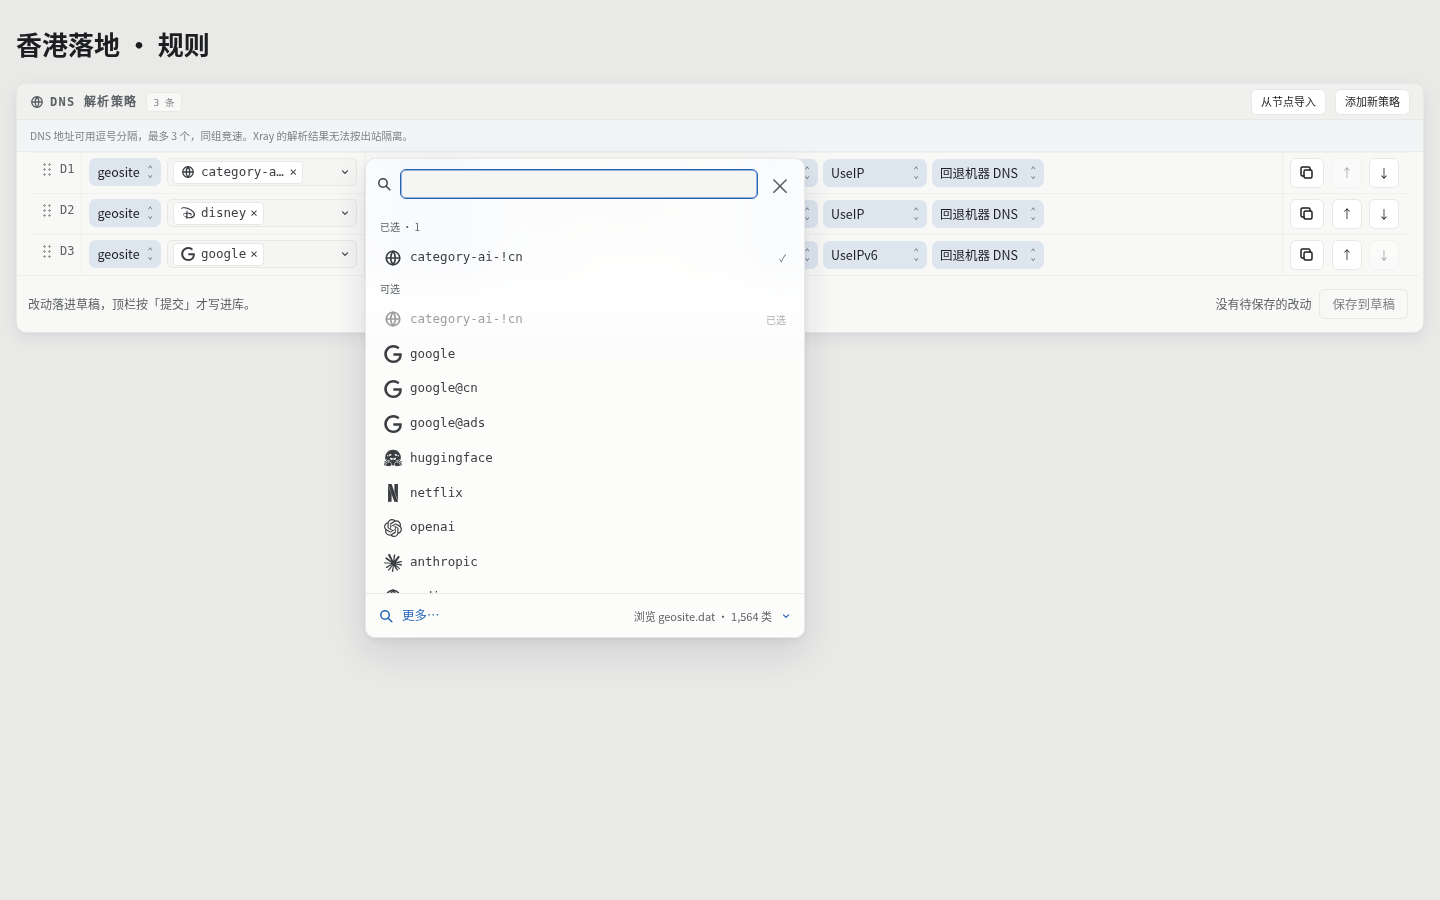 香港落地 · 规则
DNS 解析策略 3 条 从节点导入 添加新策略
DNS 地址可用逗号分隔，最多 3 个，同组竞速。Xray 的解析结果无法按出站隔离。
D1 geosite category-a… × UseIP 回退机器 DNS ↑ ↓
D2 geosite disney × UseIP 回退机器 DNS ↑ ↓
D3 geosite google × UseIPv6 回退机器 DNS ↑ ↓
改动落进草稿，顶栏按「提交」才写进库。 没有待保存的改动 保存到草稿
已选 · 1
category-ai-!cn ✓
可选
category-ai-!cn 已选
google
google@cn
google@ads
huggingface
netflix
openai
anthropic
更多… 浏览 geosite.dat · 1,564 类